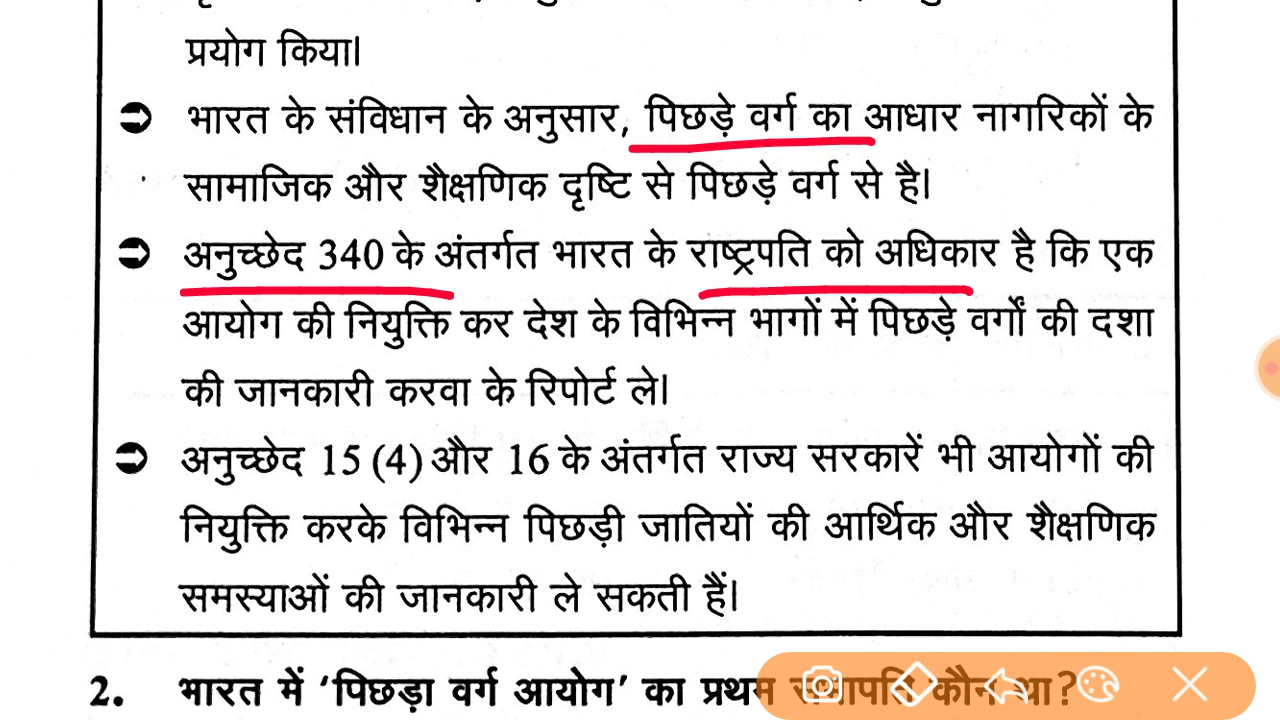 प्रयोग किया।
➲ भारत के संविधान के अनुसार, पिछड़े वर्ग का आधार नागरिकों के
सामाजिक और शैक्षणिक दृष्टि से पिछड़े वर्ग से है।
➲ अनुच्छेद 340 के अंतर्गत भारत के राष्ट्रपति को अधिकार है कि एक
आयोग की नियुक्ति कर देश के विभिन्न भागों में पिछड़े वर्गों की दशा
की जानकारी करवा के रिपोर्ट ले।
➲ अनुच्छेद 15 (4) और 16 के अंतर्गत राज्य सरकारें भी आयोगों की
नियुक्ति करके विभिन्न पिछड़ी जातियों की आर्थिक और शैक्षणिक
समस्याओं की जानकारी ले सकती हैं।
2. भारत में ‘पिछड़ा वर्ग आयोग’ का प्रथम सभापति कौन था?